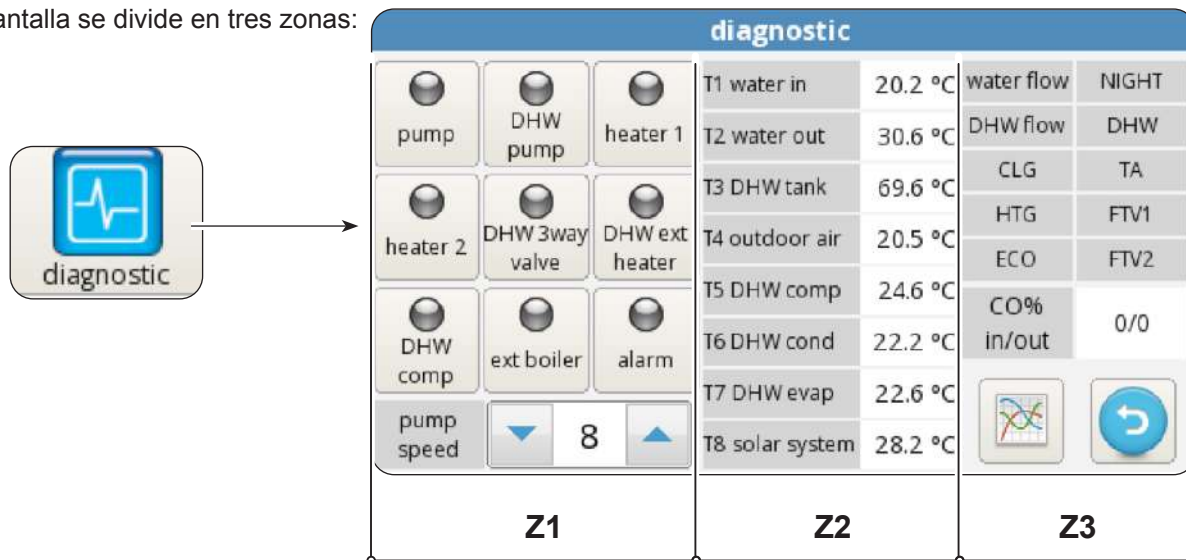 antalla se divide en tres zonas:
diagnostic
diagnostic
pump
DHW
pump
heater 1
heater 2
DHW 3way
valve
DHW ext
heater
DHW
comp
ext boiler
alarm
pump
speed
8
T1 water in 20.2 °C
T2 water out 30.6 °C
T3 DHW tank 69.6 °C
T4 outdoor air 20.5 °C
T5 DHW comp 24.6 °C
T6 DHW cond 22.2 °C
T7 DHW evap 22.6 °C
T8 solar system 28.2 °C
water flow NIGHT
DHW flow DHW
CLG TA
HTG FTV1
ECO FTV2
CO%
in/out
0/0
Z1 Z2 Z3